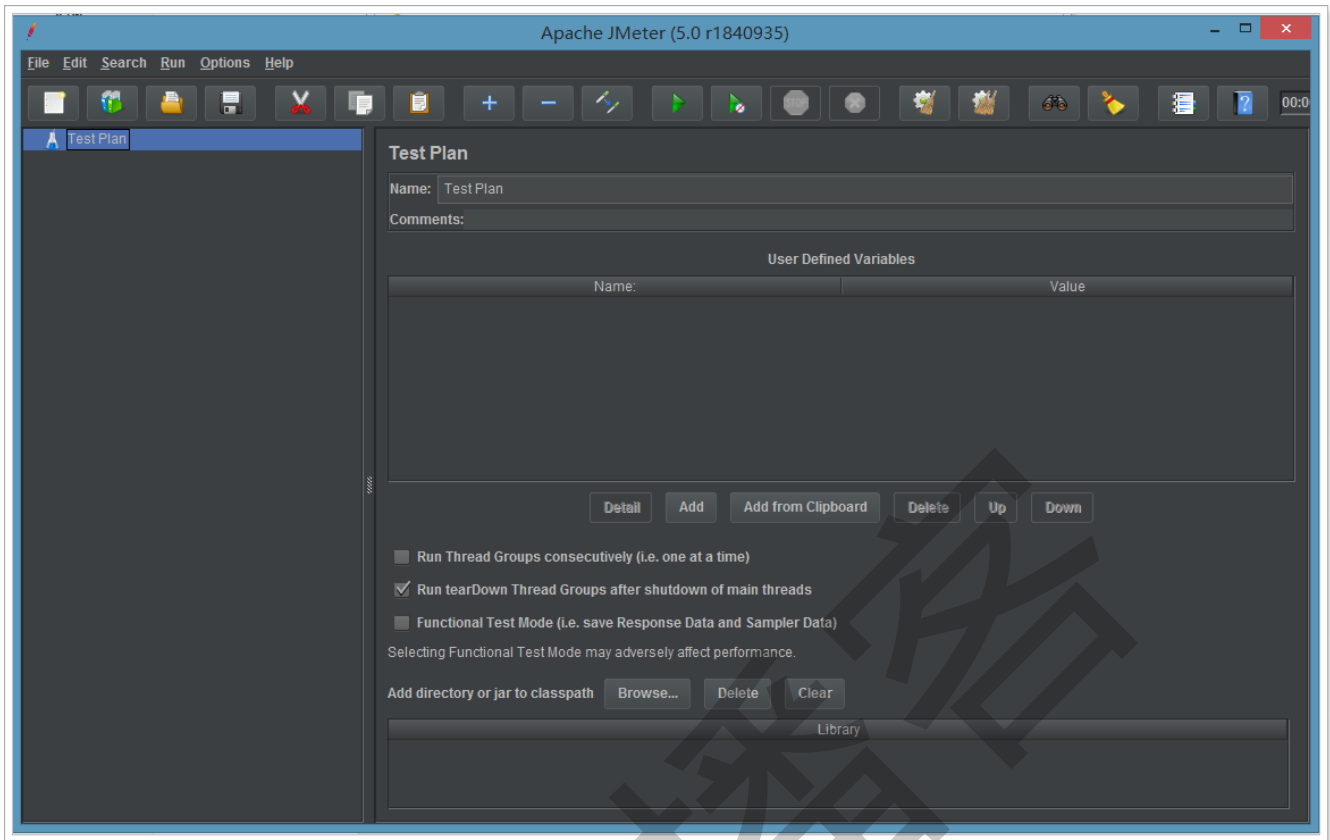 Apache JMeter (5.0 r1840935)
File Edit Search Run Options Help
STOP
00:0
Test Plan
Test Plan
Name: Test Plan
Comments:
User Defined Variables
Name: Value
Detail Add Add from Clipboard Delete Up Down
Run Thread Groups consecutively (i.e. one at a time)
Run tearDown Thread Groups after shutdown of main threads
Functional Test Mode (i.e. save Response Data and Sampler Data)
Selecting Functional Test Mode may adversely affect performance.
Add directory or jar to classpath Browse... Delete Clear
Library